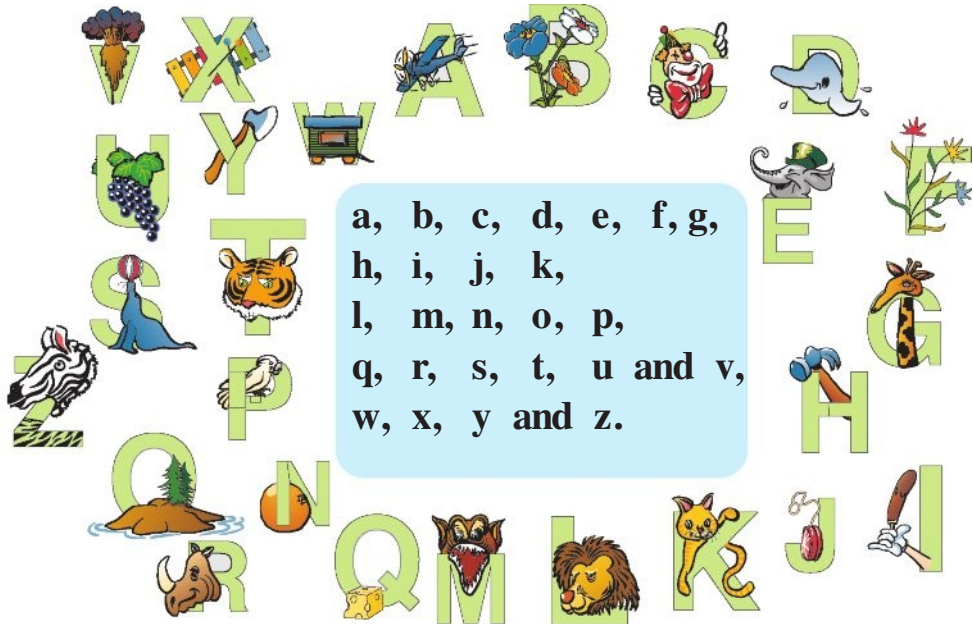 V X A B C D
U Y W E F
a, b, c, d, e, f, g,
h, i, j, k,
l, m, n, o, p,
q, r, s, t, u and v,
w, x, y and z.
S T G
Z P H
O N
R Q M L K J I